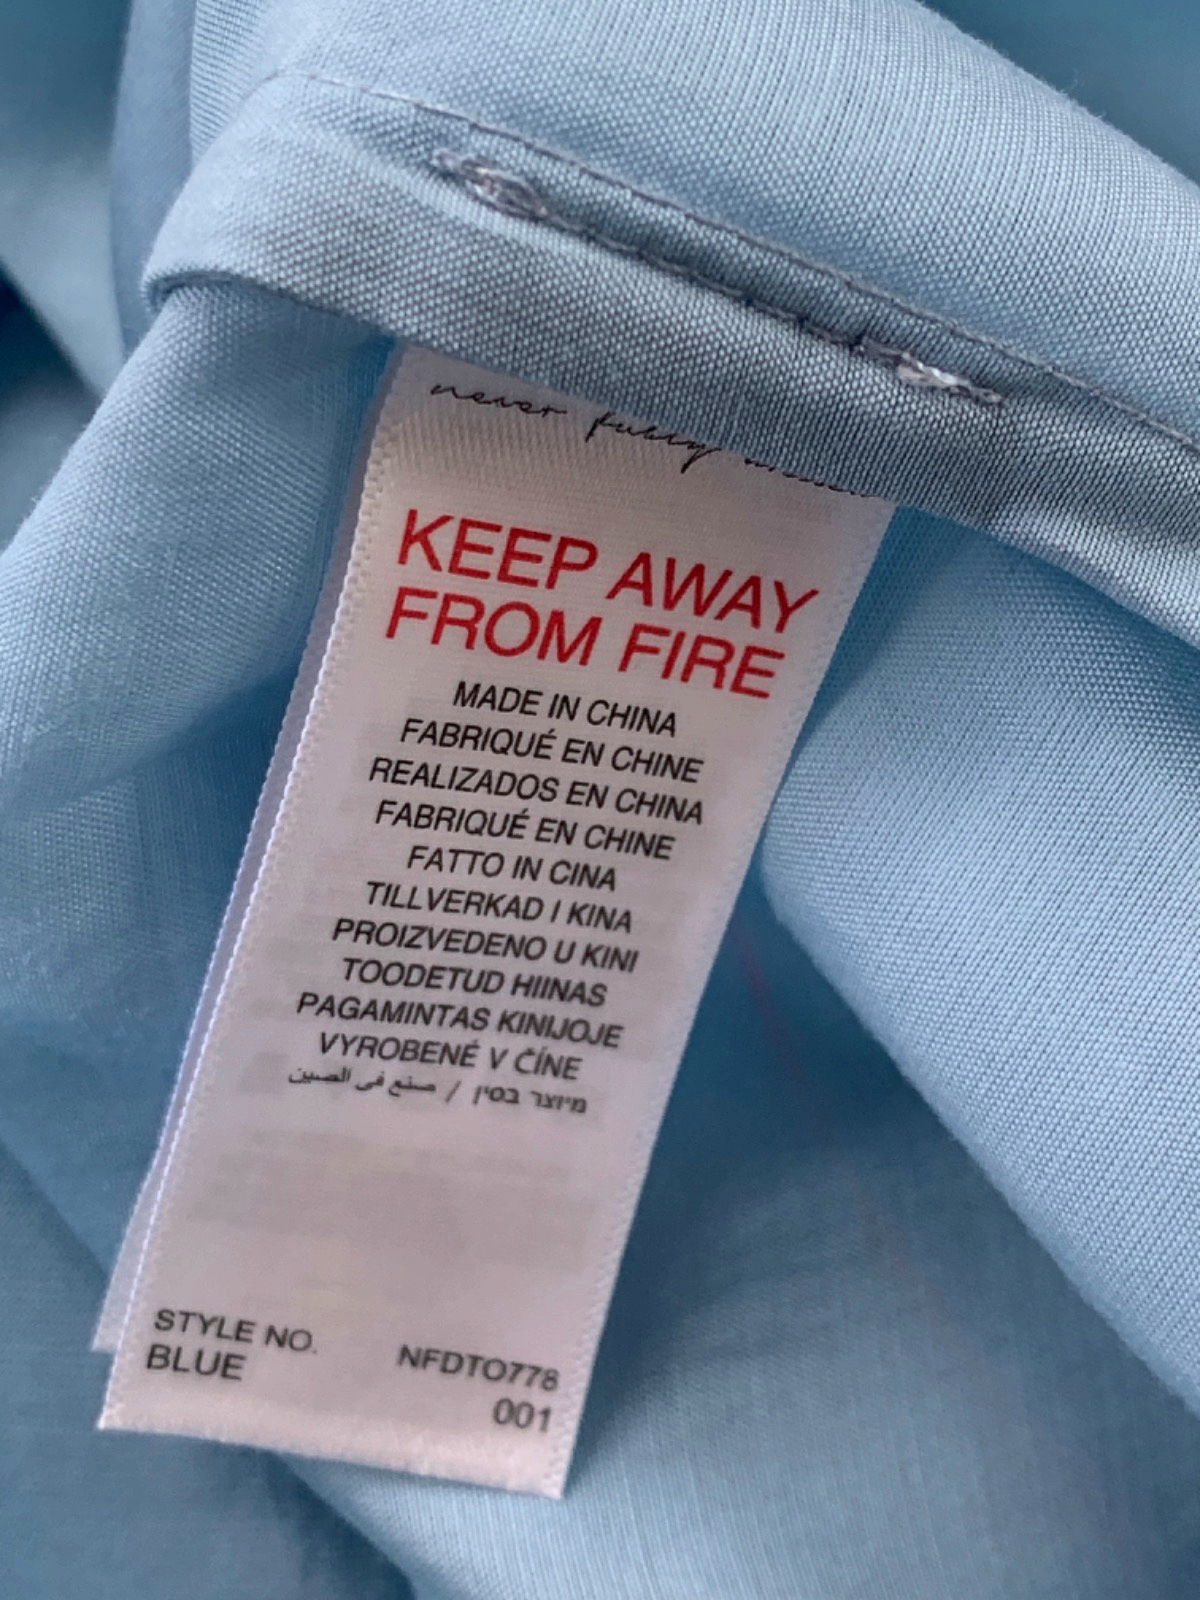 never fully
KEEP AWAY
FROM FIRE
MADE IN CHINA
FABRIQUÉ EN CHINE
REALIZADOS EN CHINA
FABRIQUÉ EN CHINE
FATTO IN CINA
TILLVERKAD I KINA
PROIZVEDENO U KINI
TOODETUD HIINAS
PAGAMINTAS KINIJOJE
VYROBENÉ V ČÍNE
מיוצר בסין / صنع في الصين
STYLE NO. NFDTO778
BLUE 001